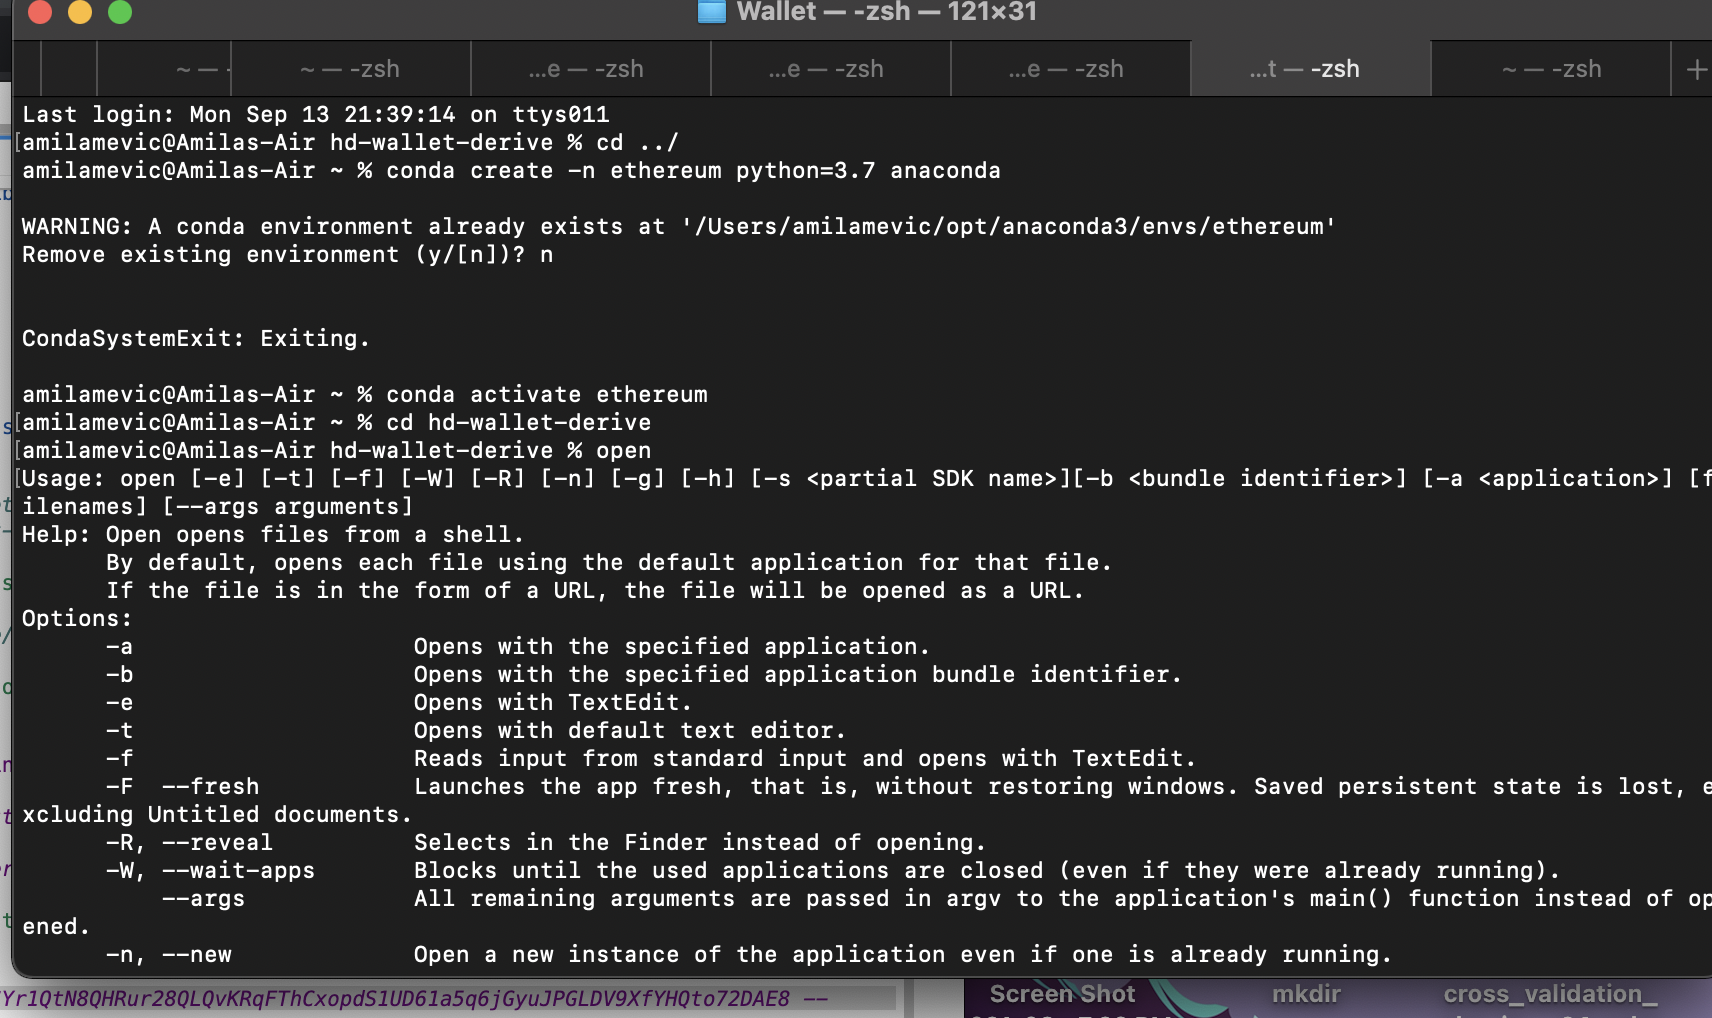 Wallet — -zsh — 121×31
~ — -
~ — -zsh
...e — -zsh
...e — -zsh
...e — -zsh
...t — -zsh
~ — -zsh
+
Last login: Mon Sep 13 21:39:14 on ttys011
[amilamevic@Amilas-Air hd-wallet-derive % cd ../
amilamevic@Amilas-Air ~ % conda create -n ethereum python=3.7 anaconda
WARNING: A conda environment already exists at '/Users/amilamevic/opt/anaconda3/envs/ethereum'
Remove existing environment (y/[n])? n
CondaSystemExit: Exiting.
amilamevic@Amilas-Air ~ % conda activate ethereum
[amilamevic@Amilas-Air ~ % cd hd-wallet-derive
[amilamevic@Amilas-Air hd-wallet-derive % open
[Usage: open [-e] [-t] [-f] [-W] [-R] [-n] [-g] [-h] [-s <partial SDK name>][-b <bundle identifier>] [-a <application>] [f
ilenames] [--args arguments]
Help: Open opens files from a shell.
By default, opens each file using the default application for that file.
If the file is in the form of a URL, the file will be opened as a URL.
Options:
-a Opens with the specified application.
-b Opens with the specified application bundle identifier.
-e Opens with TextEdit.
-t Opens with default text editor.
-f Reads input from standard input and opens with TextEdit.
-F --fresh Launches the app fresh, that is, without restoring windows. Saved persistent state is lost, e
xcluding Untitled documents.
-R, --reveal Selects in the Finder instead of opening.
-W, --wait-apps Blocks until the used applications are closed (even if they were already running).
--args All remaining arguments are passed in argv to the application's main() function instead of op
ened.
-n, --new Open a new instance of the application even if one is already running.
Yr1QtN8QHRur28QLQvKRqFThCxopdS1UD61a5q6jGyuJPGLDV9XfYHQto72DAE8 --
Screen Shot
mkdir
cross_validation_